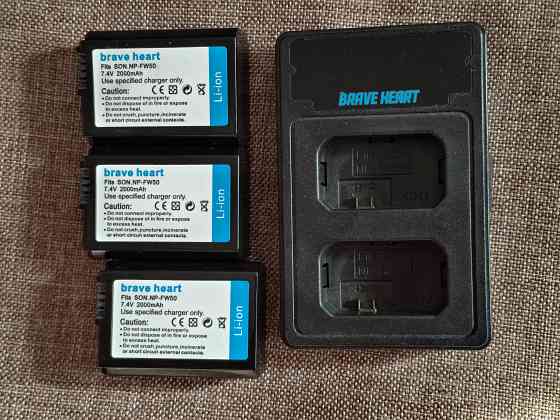 brave heart
Fits SON.NP-FW50
7.4V 2000mAh
Use specified charger only.
Caution:
• Do not connect improperly.
• Do not dispose of in fire or expose
to excess heat.
• Do not crush,puncture,incinerate
or short circuit external contacts.
Li-ion
brave heart
Fits SON.NP-FW50
7.4V 2000mAh
Use specified charger only.
Caution:
• Do not connect improperly.
• Do not dispose of in fire or expose
to excess heat.
• Do not crush,puncture,incinerate
or short circuit external contacts.
Li-ion
brave heart
Fits SON.NP-FW50
7.4V 2000mAh
Use specified charger only.
Caution:
• Do not connect improperly.
• Do not dispose of in fire or expose
to excess heat.
• Do not crush,puncture,incinerate
or short circuit external contacts.
Li-ion
BRAVE HEART